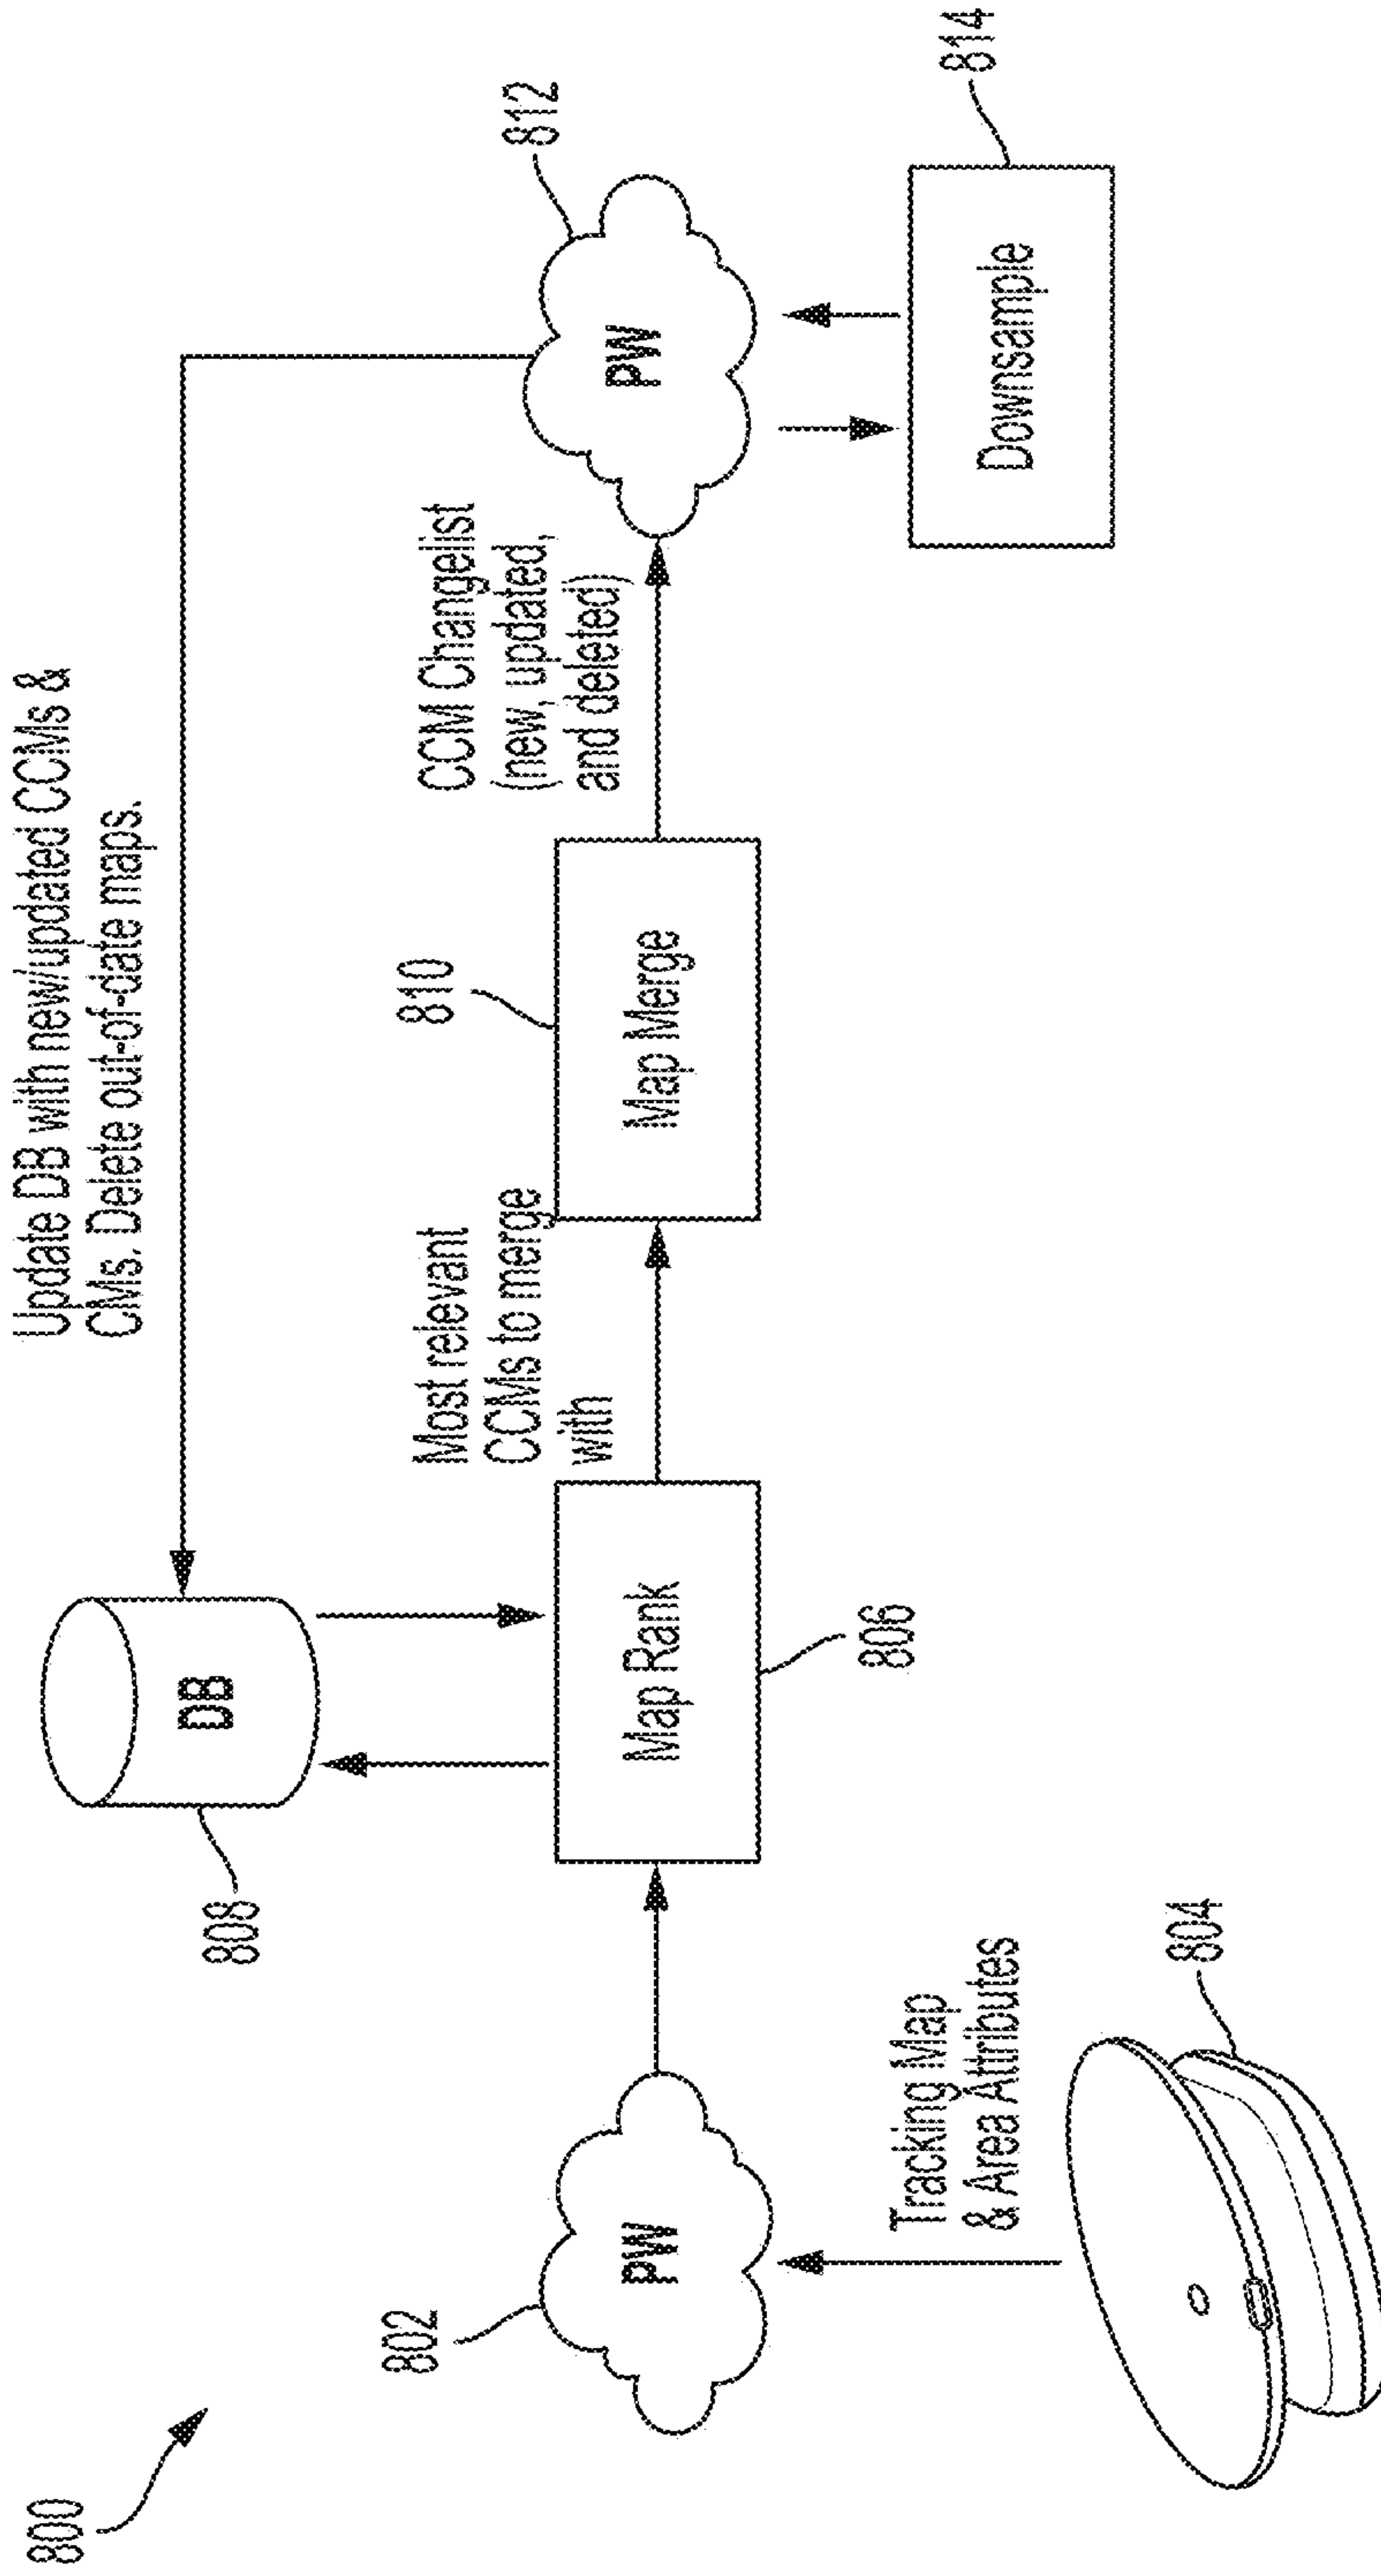 800
Update DB with new/updated CCMs &
CMs. Delete out-of-date maps.
808
DB
802
PW
Most relevant
CCMs to merge
with
Map Rank
806
810
Map Merge
CCM Changelist
(new, updated,
and deleted)
812
PW
Tracking Map
& Area Attributes
804
Downsample
814